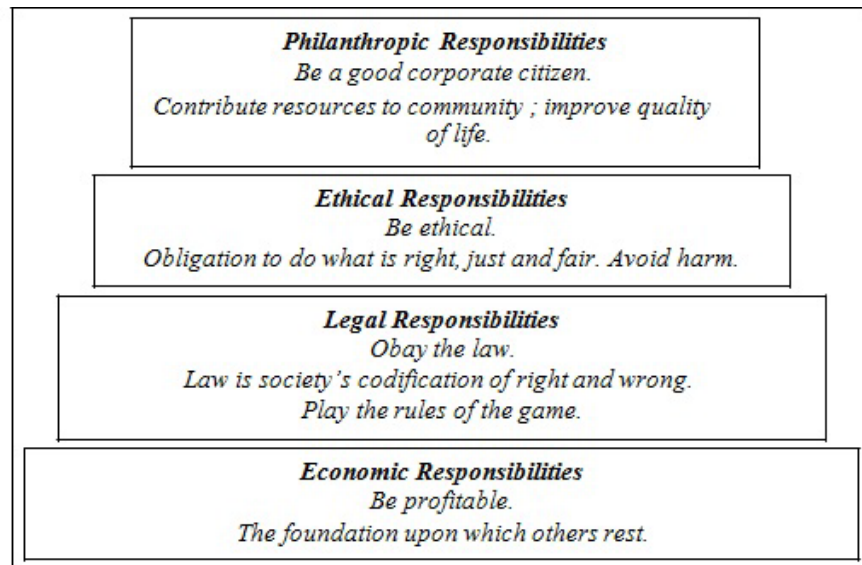 Philanthropic Responsibilities
Be a good corporate citizen.
Contribute resources to community ; improve quality
of life.
Ethical Responsibilities
Be ethical.
Obligation to do what is right, just and fair. Avoid harm.
Legal Responsibilities
Obay the law.
Law is society’s codification of right and wrong.
Play the rules of the game.
Economic Responsibilities
Be profitable.
The foundation upon which others rest.